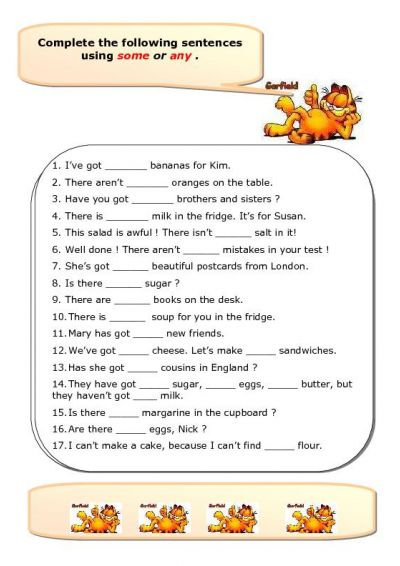 Complete the following sentences
using some or any .
Garfield
1. I've got _______ bananas for Kim.
2. There aren't _______ oranges on the table.
3. Have you got _______ brothers and sisters ?
4. There is _______ milk in the fridge. It's for Susan.
5. This salad is awful ! There isn't ______ salt in it!
6. Well done ! There aren't ______ mistakes in your test !
7. She's got ______ beautiful postcards from London.
8. Is there ______ sugar ?
9. There are ______ books on the desk.
10. There is ______ soup for you in the fridge.
11. Mary has got _____ new friends.
12. We've got _____ cheese. Let's make _____ sandwiches.
13. Has she got _____ cousins in England ?
14. They have got _____ sugar, _____ eggs, _____ butter, but
they haven't got ____ milk.
15. Is there _____ margarine in the cupboard ?
16. Are there _____ eggs, Nick ?
17. I can't make a cake, because I can't find _____ flour.
Garfield Garfield Garfield Garfield